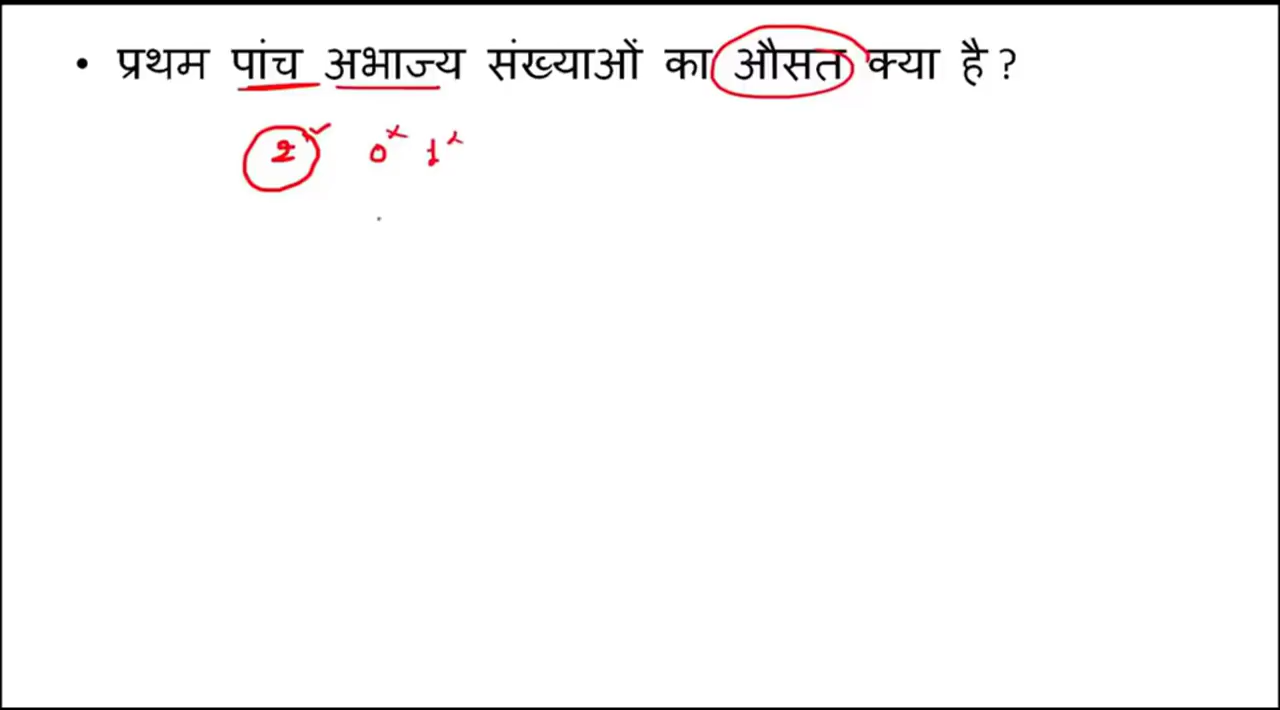 • प्रथम पांच अभाज्य संख्याओं का औसत क्या है ?
2 0 1